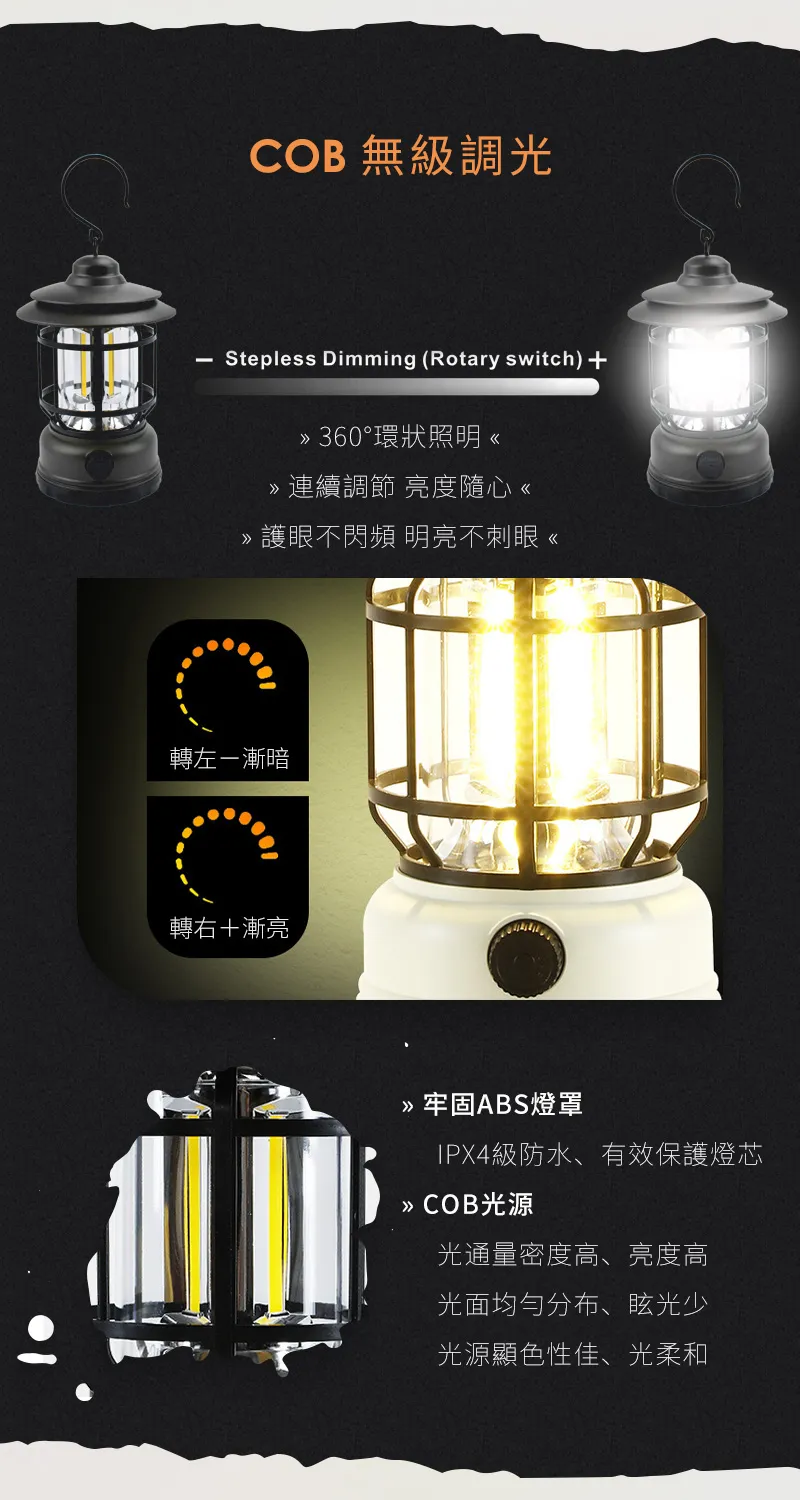 COB 無級調光
− Stepless Dimming (Rotary switch) +
» 360°環狀照明 «
» 連續調節 亮度隨心 «
» 護眼不閃頻 明亮不刺眼 «
轉左－漸暗
轉右＋漸亮
» 牢固ABS燈罩
IPX4級防水、有效保護燈芯
» COB光源
光通量密度高、亮度高
光面均勻分布、眩光少
光源顯色性佳、光柔和